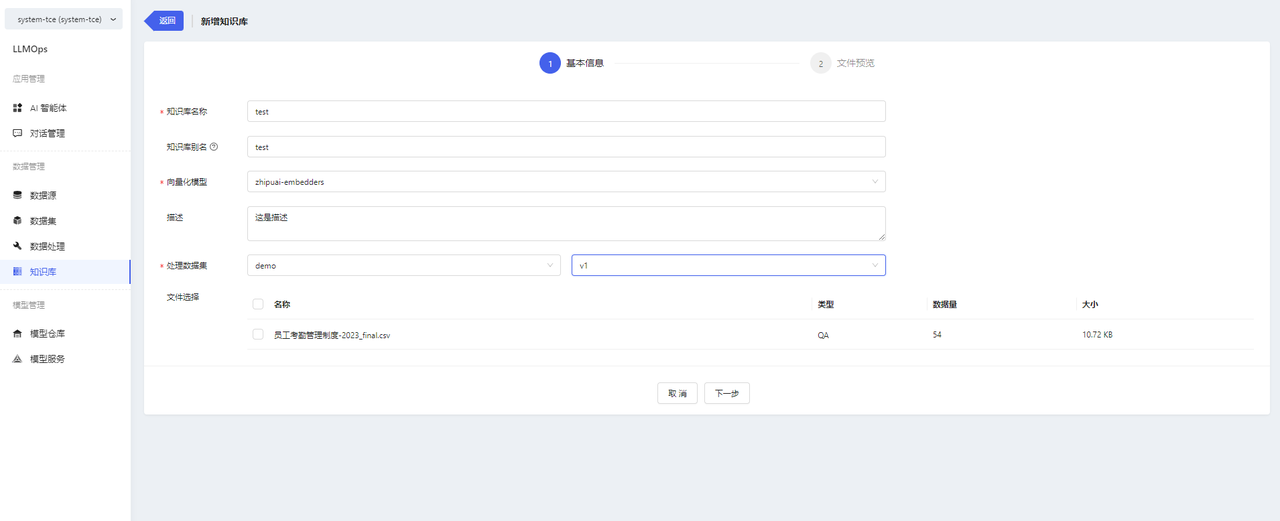 system-tce (system-tce)
返回
新增知识库
LLMOps
应用管理
AI 智能体
对话管理
数据管理
数据源
数据集
数据处理
知识库
模型管理
模型仓库
模型服务
1 基本信息
2 文件预览
* 知识库名称 test
知识库别名 test
* 向量化模型 zhipuai-embedders
描述 这是描述
* 处理数据集 demo v1
文件选择
名称 类型 数据量 大小
员工考勤管理制度-2023_final.csv QA 54 10.72 KB
取 消 下一步